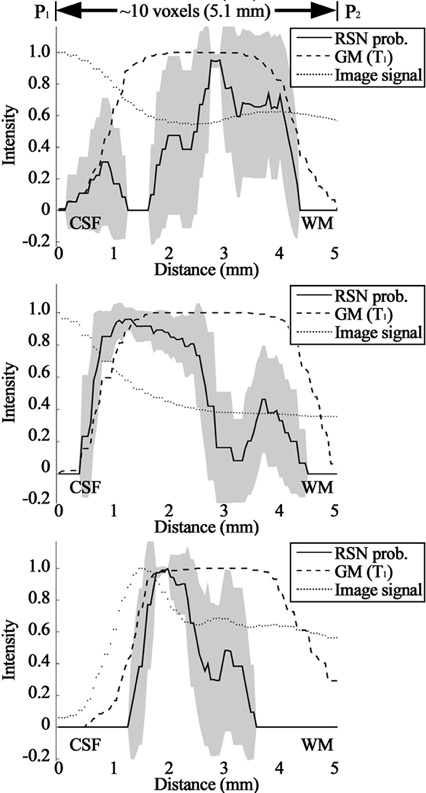 P1 ~10 voxels (5.1 mm) P2
RSN prob.
GM (T1)
Image signal
1.0
0.8
0.6
0.4
0.2
0
-0.2
Intensity
CSF WM
0 1 2 3 4 5
Distance (mm)
RSN prob.
GM (T1)
Image signal
1.0
0.8
0.6
0.4
0.2
0
-0.2
Intensity
CSF WM
0 1 2 3 4 5
Distance (mm)
RSN prob.
GM (T1)
Image signal
1.0
0.8
0.6
0.4
0.2
0
-0.2
Intensity
CSF WM
0 1 2 3 4 5
Distance (mm)